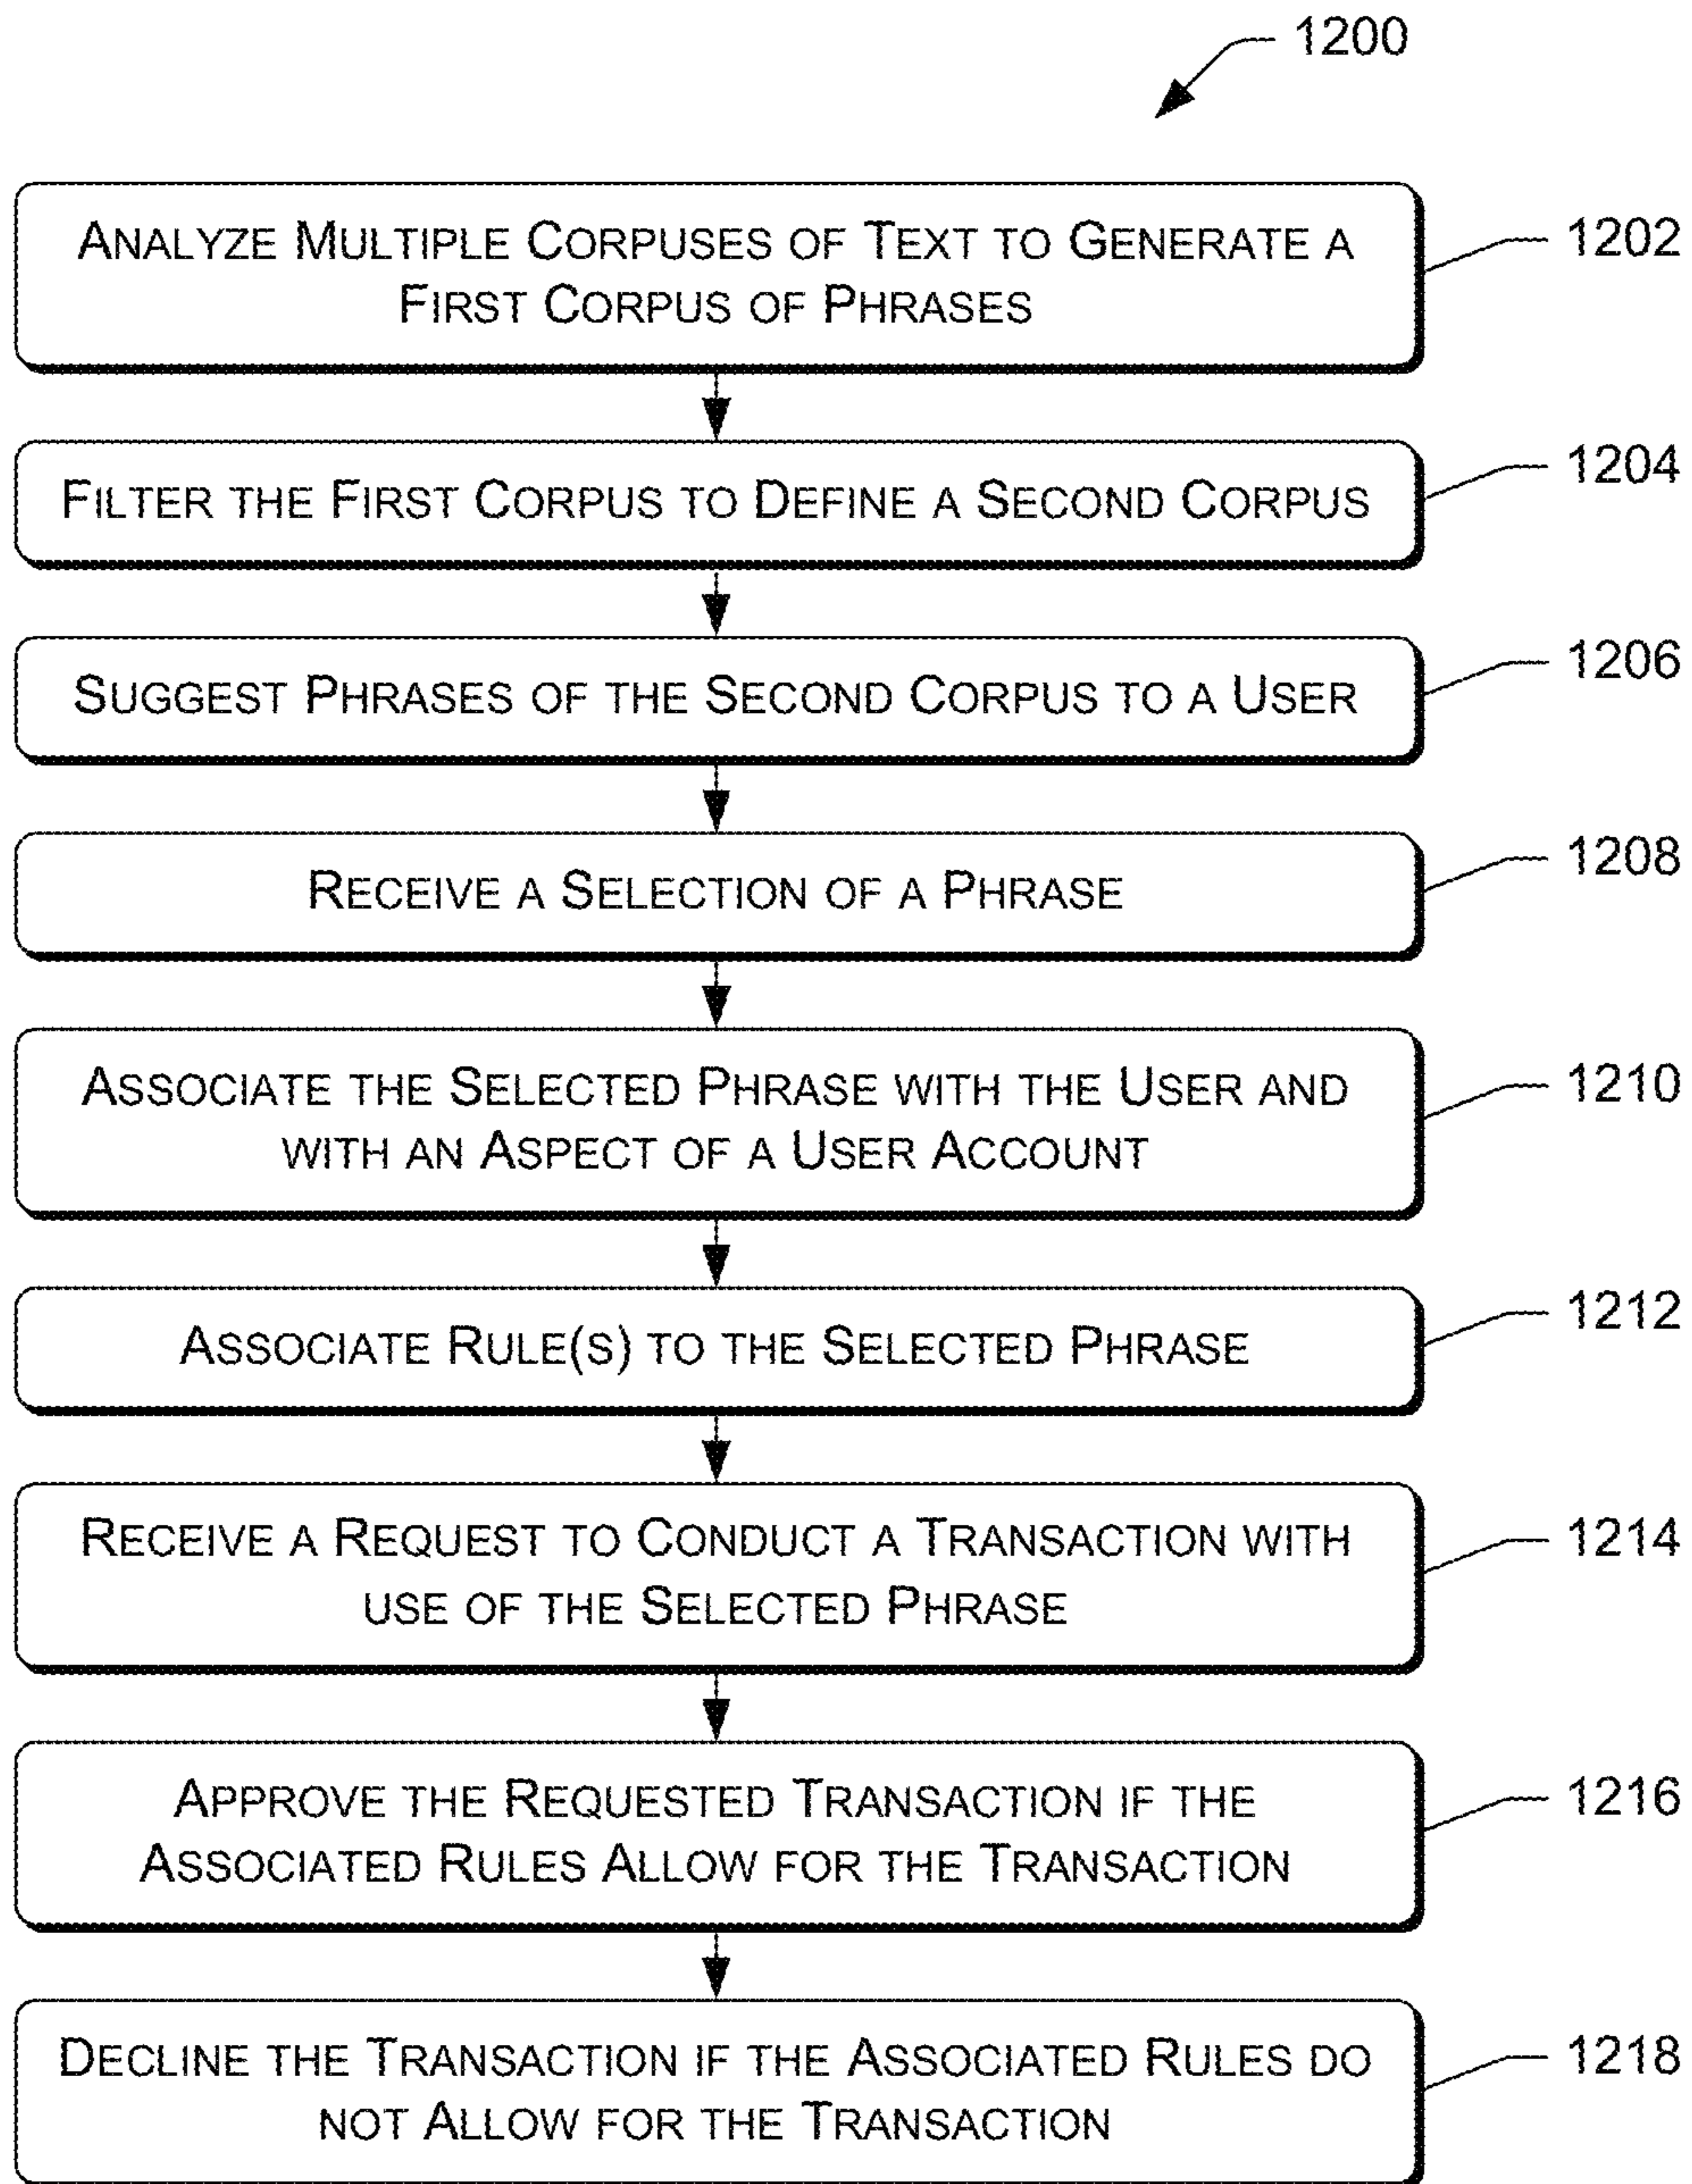 1200
ANALYZE MULTIPLE CORPUSES OF TEXT TO GENERATE A
FIRST CORPUS OF PHRASES
1202
FILTER THE FIRST CORPUS TO DEFINE A SECOND CORPUS
1204
SUGGEST PHRASES OF THE SECOND CORPUS TO A USER
1206
RECEIVE A SELECTION OF A PHRASE
1208
ASSOCIATE THE SELECTED PHRASE WITH THE USER AND
WITH AN ASPECT OF A USER ACCOUNT
1210
ASSOCIATE RULE(S) TO THE SELECTED PHRASE
1212
RECEIVE A REQUEST TO CONDUCT A TRANSACTION WITH
USE OF THE SELECTED PHRASE
1214
APPROVE THE REQUESTED TRANSACTION IF THE
ASSOCIATED RULES ALLOW FOR THE TRANSACTION
1216
DECLINE THE TRANSACTION IF THE ASSOCIATED RULES DO
NOT ALLOW FOR THE TRANSACTION
1218